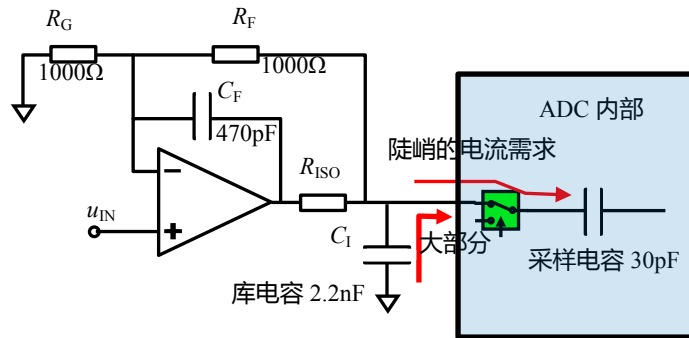 RG
RF
1000Ω
1000Ω
CF
470pF
ADC 内部
陡峭的电流需求
RISO
−
+
uIN
CI
大部分
采样电容 30pF
库电容 2.2nF